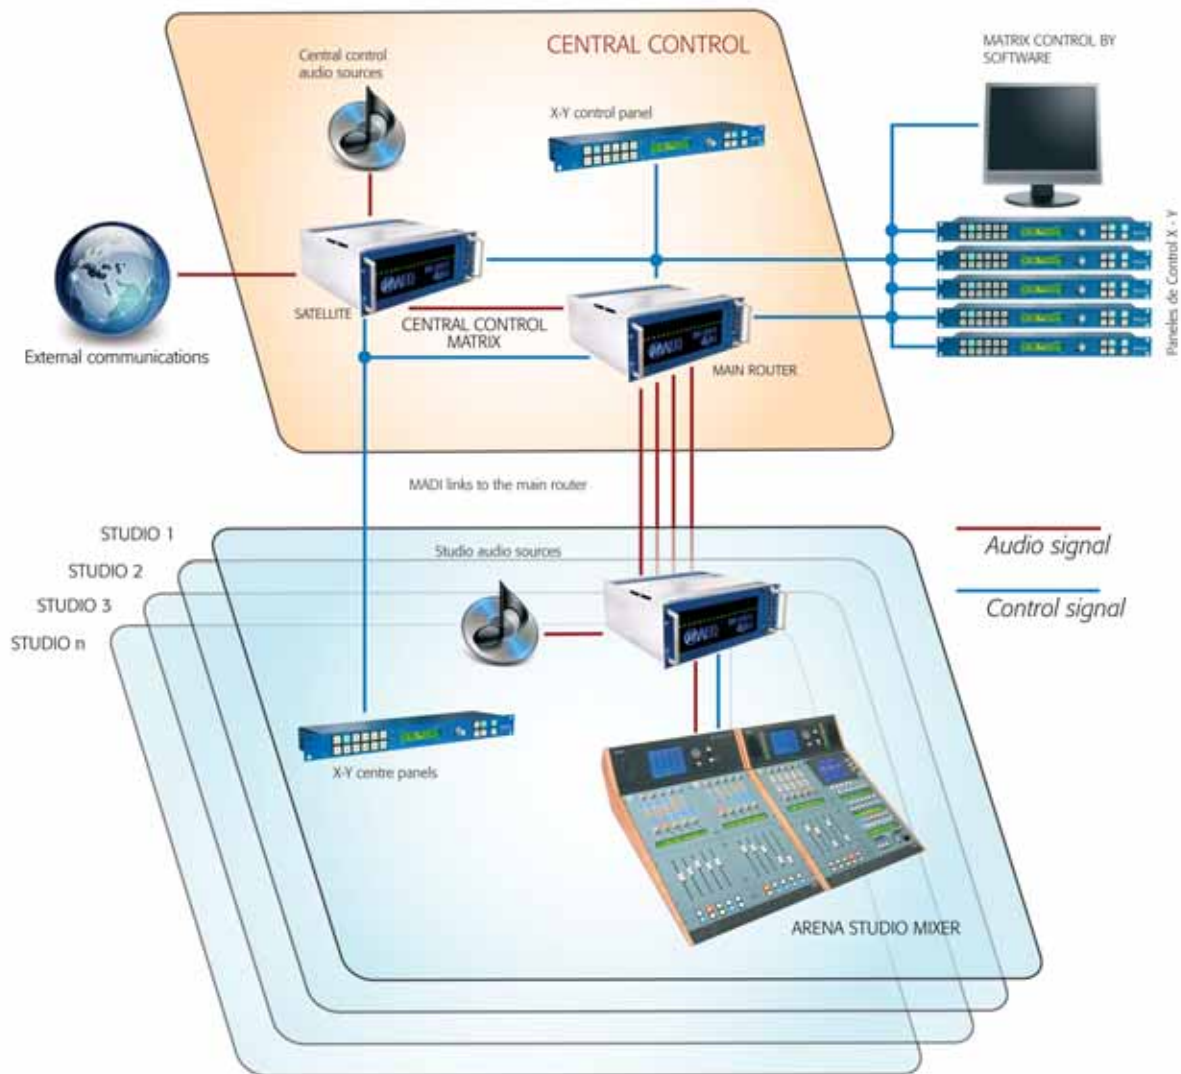 CENTRAL CONTROL
MATRIX CONTROL BY
SOFTWARE
Central control
audio sources
X-Y control panel
Paneles de Control X - Y
SATELLITE
CENTRAL CONTROL
MATRIX
External communications
MAIN ROUTER
MADI links to the main router
STUDIO 1
STUDIO 2
STUDIO 3
STUDIO n
Studio audio sources
Audio signal
Control signal
X-Y centre panels
ARENA STUDIO MIXER